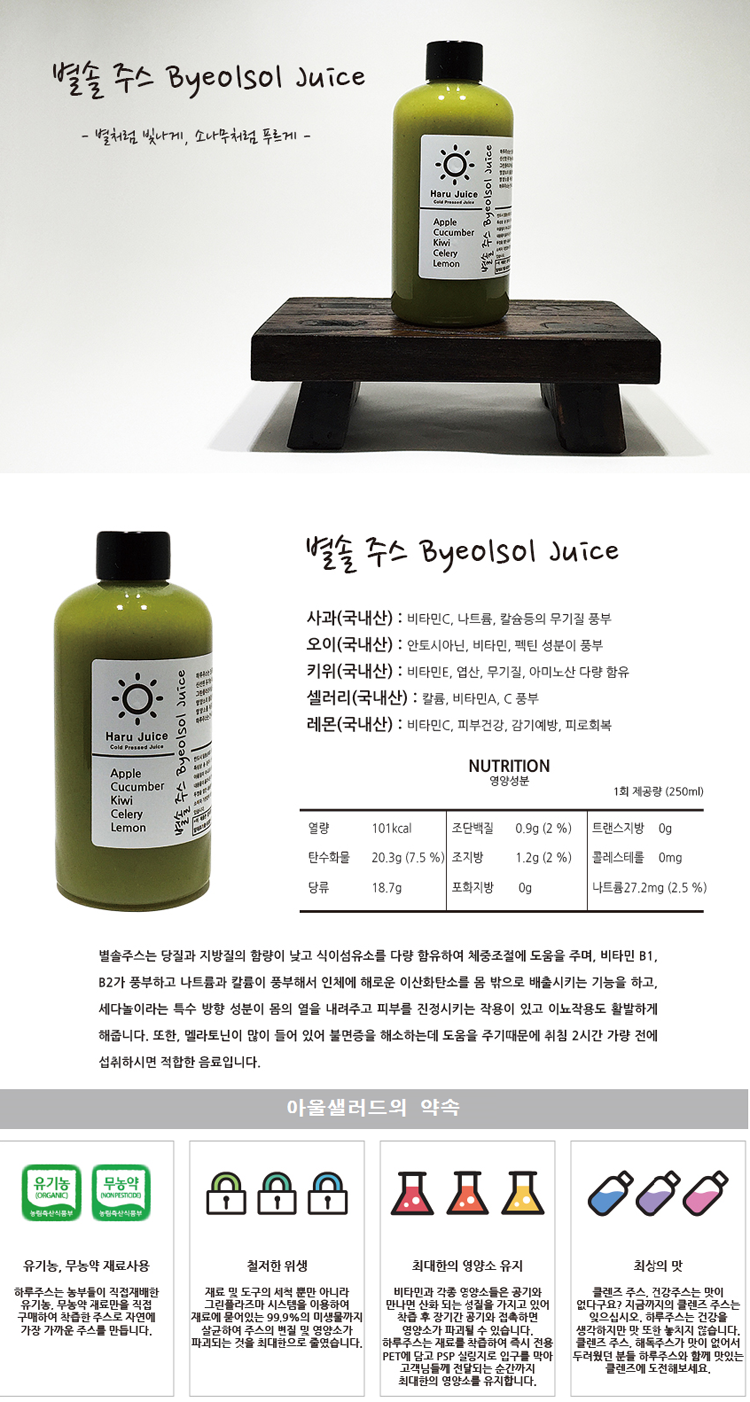 별솔 주스 Byeolsol Juice
- 별처럼 빛나게, 소나무처럼 푸르게 -
Haru Juice
Cold Pressed Juice
Apple
Cucumber
Kiwi
Celery
Lemon
별솔 주스 Byeolsol Juice
별솔 주스 Byeolsol Juice
사과(국내산) : 비타민C, 나트륨, 칼슘등의 무기질 풍부
오이(국내산) : 안토시아닌, 비타민, 펙틴 성분이 풍부
키위(국내산) : 비타민E, 엽산, 무기질, 아미노산 다량 함유
셀러리(국내산) : 칼륨, 비타민A, C 풍부
레몬(국내산) : 비타민C, 피부건강, 감기예방, 피로회복
Haru Juice
Cold Pressed Juice
Apple
Cucumber
Kiwi
Celery
Lemon
별솔 주스 Byeolsol Juice
NUTRITION
영양성분
1회 제공량 (250ml)
열량 101kcal 조단백질 0.9g (2 %) 트랜스지방 0g
탄수화물 20.3g (7.5 %) 조지방 1.2g (2 %) 콜레스테롤 0mg
당류 18.7g 포화지방 0g 나트륨27.2mg (2.5 %)
별솔주스는 당질과 지방질의 함량이 낮고 식이섬유소를 다량 함유하여 체중조절에 도움을 주며, 비타민 B1,
B2가 풍부하고 나트륨과 칼륨이 풍부해서 인체에 해로운 이산화탄소를 몸 밖으로 배출시키는 기능을 하고,
세다놀이라는 특수 방향 성분이 몸의 열을 내려주고 피부를 진정시키는 작용이 있고 이뇨작용도 활발하게
해줍니다. 또한, 멜라토닌이 많이 들어 있어 불면증을 해소하는데 도움을 주기때문에 취침 2시간 가량 전에
섭취하시면 적합한 음료입니다.
아울샐러드의 약속
유기농
(ORGANIC)
농림축산식품부
무농약
(NONPESTICIDE)
농림축산식품부
유기농, 무농약 재료사용
하루주스는 농부들이 직접재배한
유기농, 무농약 재료만을 직접
구매하여 착즙한 주스로 자연에
가장 가까운 주스를 만듭니다.
철저한 위생
재료 및 도구의 세척 뿐만 아니라
그린플라즈마 시스템을 이용하여
재료에 묻어있는 99.9%의 미생물까지
살균하여 주스의 변질 및 영양소가
파괴되는 것을 최대한으로 줄였습니다.
최대한의 영양소 유지
비타민과 각종 영양소들은 공기와
만나면 산화 되는 성질을 가지고 있어
착즙 후 장기간 공기와 접촉하면
영양소가 파괴될 수 있습니다.
하루주스는 재료를 착즙하여 즉시 전용
PET에 담고 PSP 실링지로 입구를 막아
고객님들께 전달되는 순간까지
최대한의 영양소를 유지합니다.
최상의 맛
클렌즈 주스, 건강주스는 맛이
없다구요? 지금까지의 클렌즈 주스는
잊으십시오. 하루주스는 건강을
생각하지만 맛 또한 놓치지 않습니다.
클렌즈 주스, 해독주스가 맛이 없어서
두려웠던 분들 하루주스와 함께 맛있는
클렌즈에 도전해보세요.